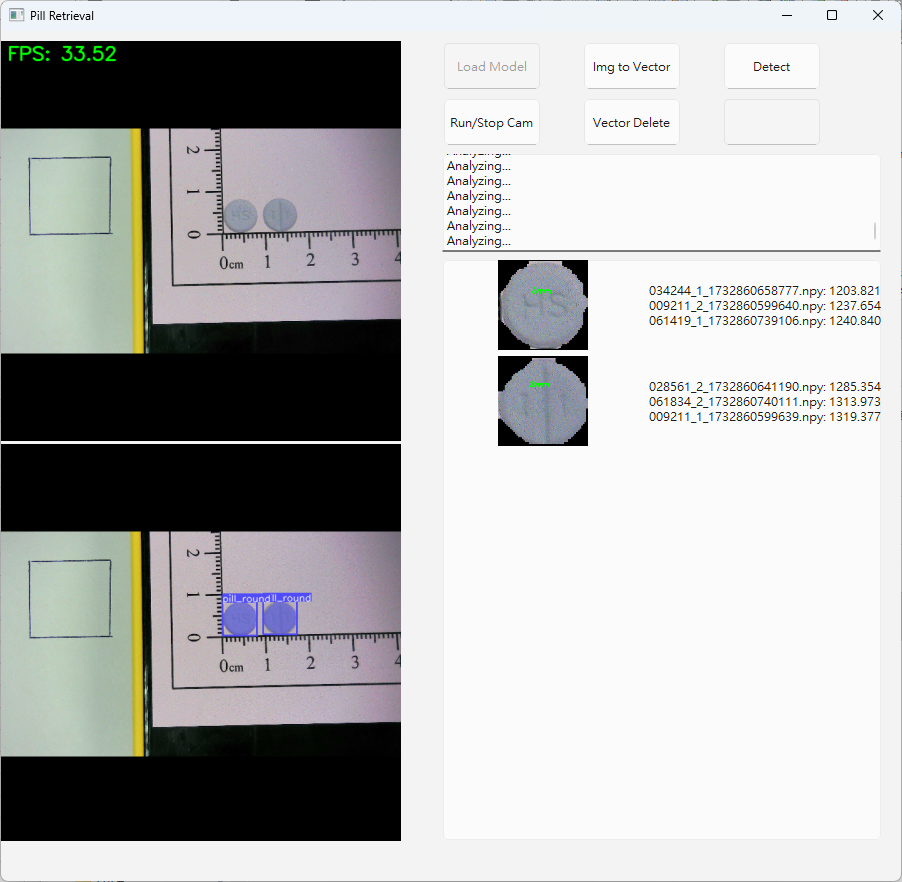 Pill Retrieval
FPS: 33.52
Load Model
Img to Vector
Detect
Run/Stop Cam
Vector Delete
Analyzing...
Analyzing...
Analyzing...
Analyzing...
Analyzing...
Analyzing...
Analyzing...
2
1
0
HS
0cm 1 2 3 4
HS
034244_1_1732860658777.npy: 1203.821
009211_2_1732860599640.npy: 1237.654
061419_1_1732860739106.npy: 1240.840
028561_2_1732860641190.npy: 1285.354
061834_2_1732860740111.npy: 1313.973
009211_1_1732860599639.npy: 1319.377
2
1
0
pill_round ll_round
0cm 1 2 3 4